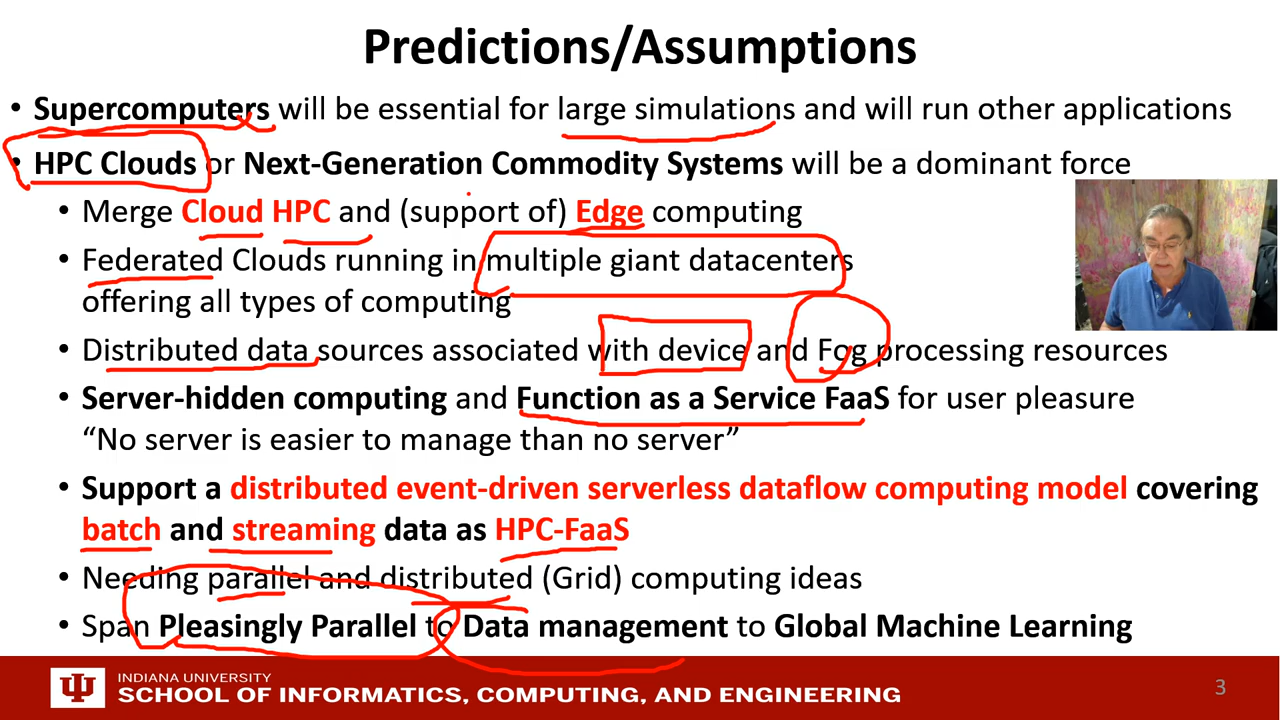 Predictions/Assumptions
• Supercomputers will be essential for large simulations and will run other applications
• HPC Clouds or Next-Generation Commodity Systems will be a dominant force
• Merge Cloud HPC and (support of) Edge computing
• Federated Clouds running in multiple giant datacenters
offering all types of computing
• Distributed data sources associated with device and Fog processing resources
• Server-hidden computing and Function as a Service FaaS for user pleasure
“No server is easier to manage than no server”
• Support a distributed event-driven serverless dataflow computing model covering
batch and streaming data as HPC-FaaS
• Needing parallel and distributed (Grid) computing ideas
• Span Pleasingly Parallel to Data management to Global Machine Learning
INDIANA UNIVERSITY
SCHOOL OF INFORMATICS, COMPUTING, AND ENGINEERING
3